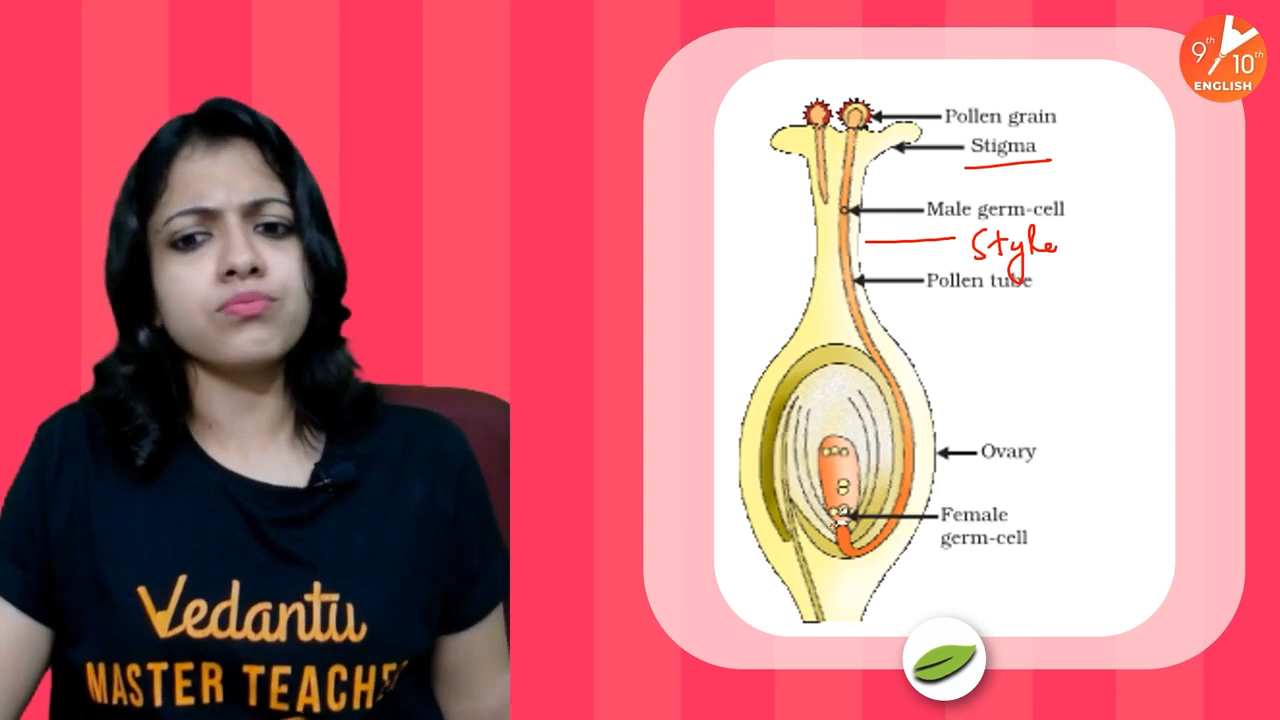 9th 10th
ENGLISH
Pollen grain
Stigma
Male germ-cell
Style
Pollen tube
Ovary
Female
germ-cell
Vedantu
MASTER TEACHE